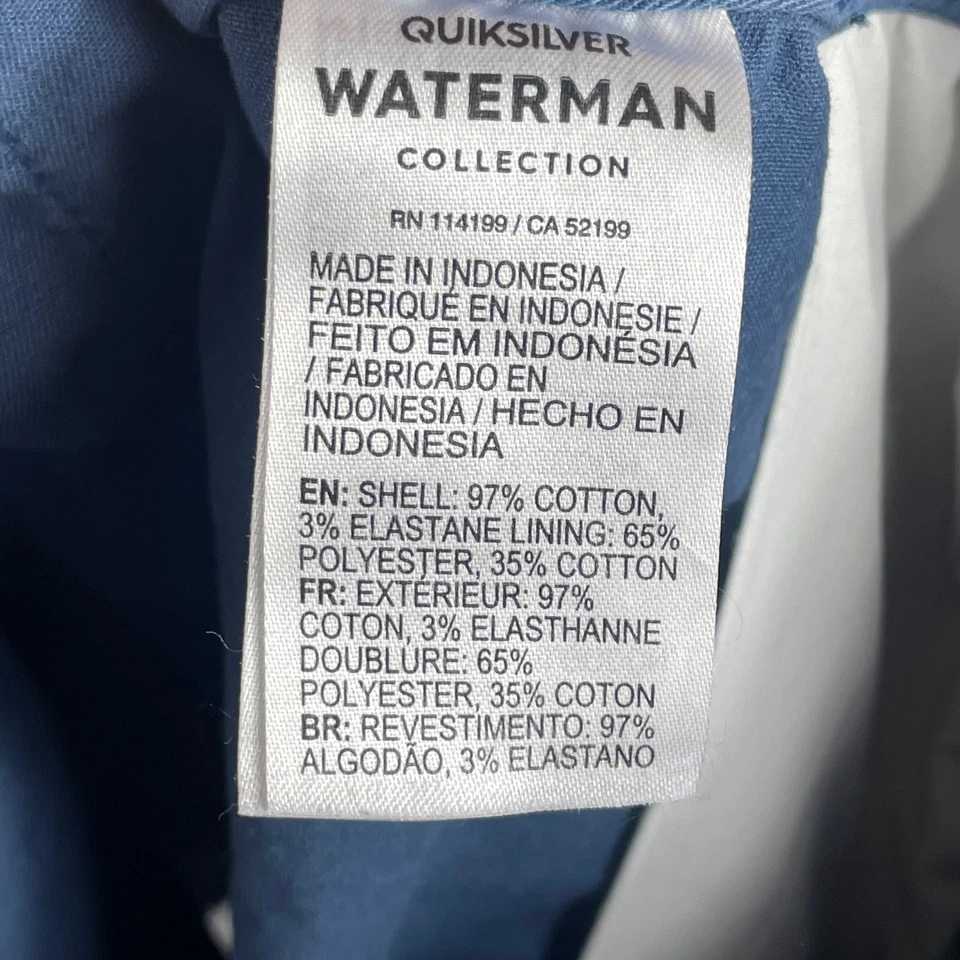 QUIKSILVER
WATERMAN
COLLECTION
RN 114199 / CA 52199
MADE IN INDONESIA /
FABRIQUÉ EN INDONESIE /
FEITO EM INDONÉSIA
/ FABRICADO EN
INDONESIA / HECHO EN
INDONESIA
EN: SHELL: 97% COTTON,
3% ELASTANE LINING: 65%
POLYESTER, 35% COTTON
FR: EXTÉRIEUR: 97%
COTON, 3% ELASTHANNE
DOUBLURE: 65%
POLYESTER, 35% COTON
BR: REVESTIMENTO: 97%
ALGODÃO, 3% ELASTANO